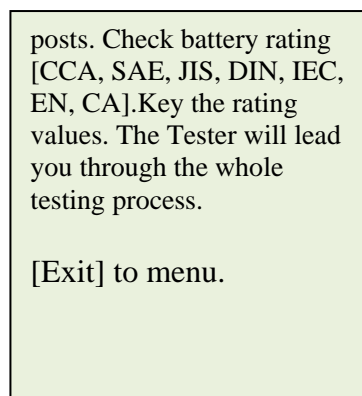 posts. Check battery rating
[CCA, SAE, JIS, DIN, IEC,
EN, CA].Key the rating
values. The Tester will lead
you through the whole
testing process.
[Exit] to menu.